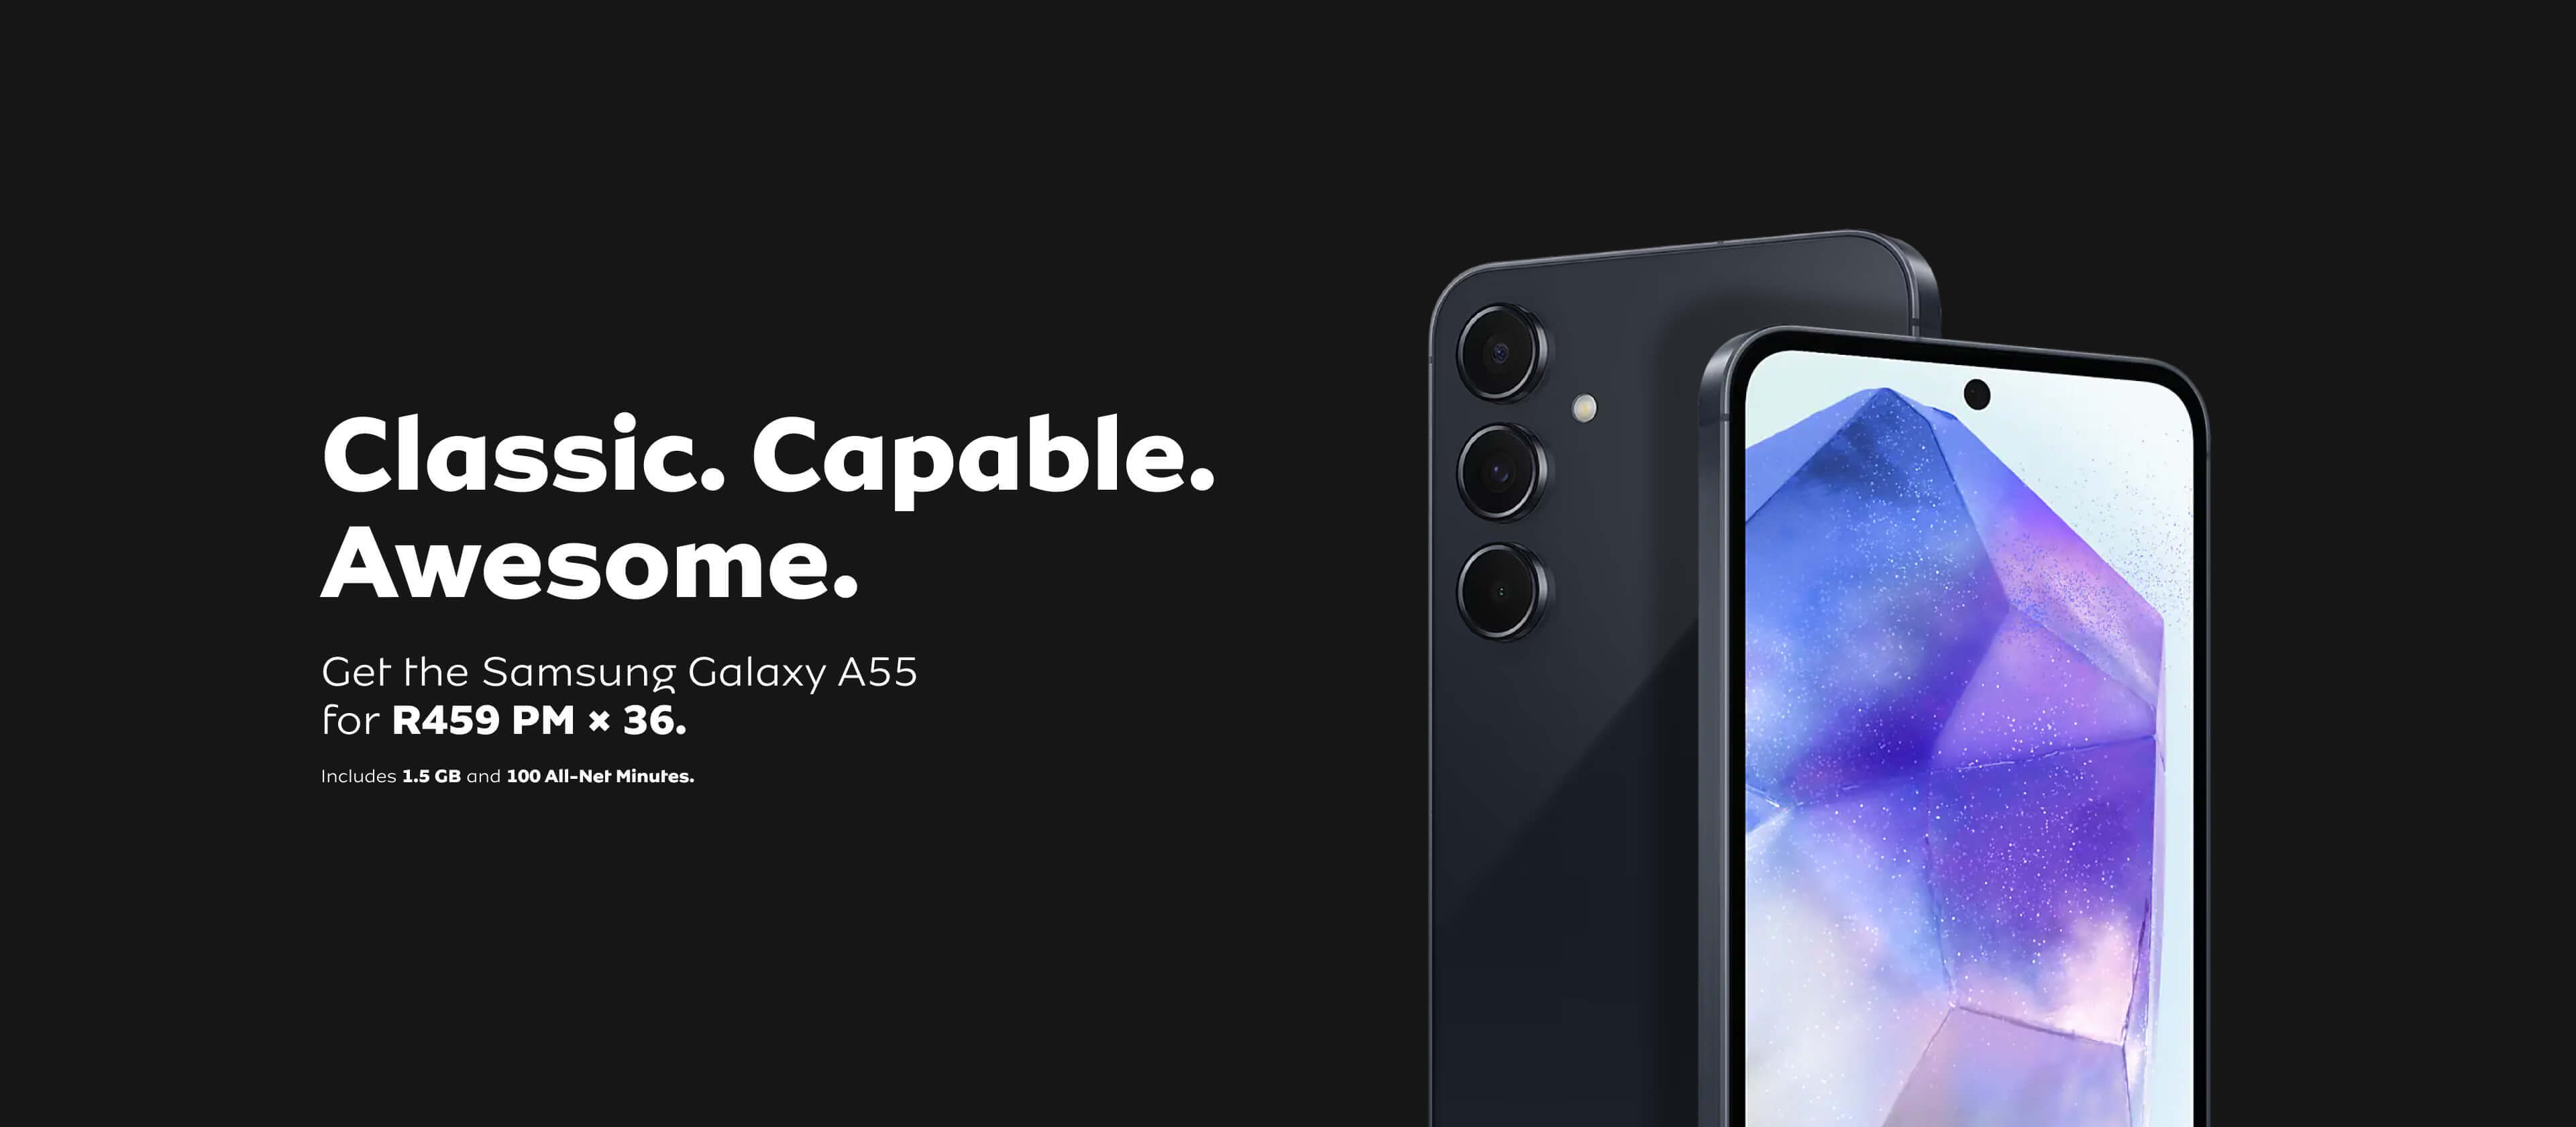 Classic. Capable.
Awesome.
Get the Samsung Galaxy A55
for R459 PM × 36.
Includes 1.5 GB and 100 All-Net Minutes.